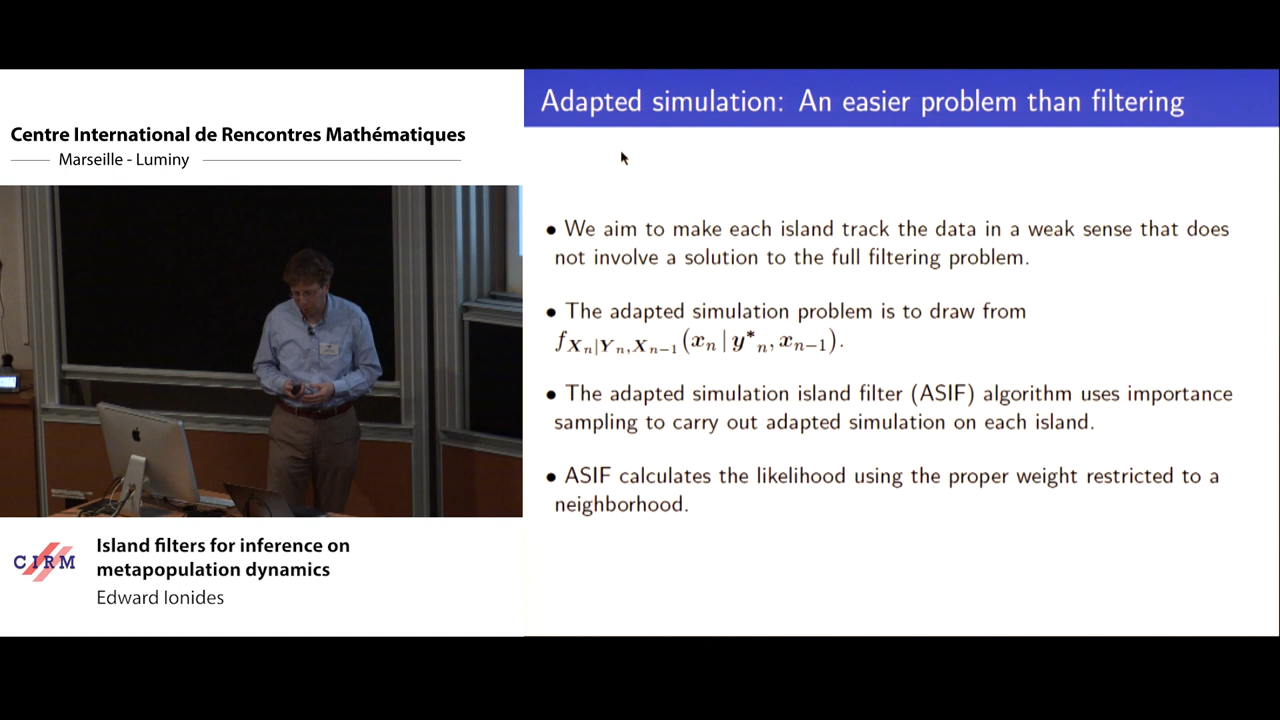 Centre International de Rencontres Mathématiques
Marseille - Luminy
Adapted simulation: An easier problem than filtering
• We aim to make each island track the data in a weak sense that does
not involve a solution to the full filtering problem.
• The adapted simulation problem is to draw from
f_{X_n|Y_n,X_{n−1}}(x_n | y*_n, x_{n−1}).
• The adapted simulation island filter (ASIF) algorithm uses importance
sampling to carry out adapted simulation on each island.
• ASIF calculates the likelihood using the proper weight restricted to a
neighborhood.
CIRM
Island filters for inference on
metapopulation dynamics
Edward Ionides